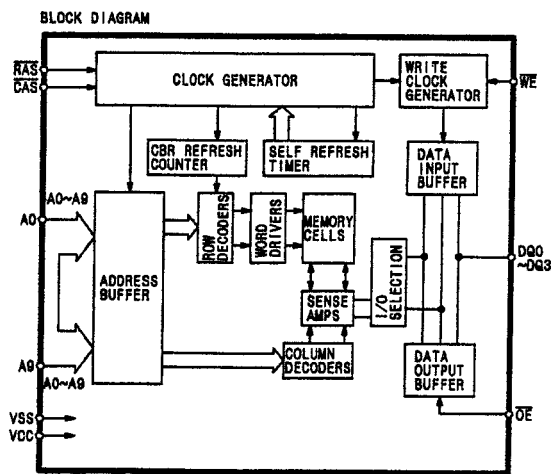 BLOCK DIAGRAM
RAS
CAS
CLOCK GENERATOR
WRITE
CLOCK
GENERATOR
WE
CBR REFRESH
COUNTER
SELF REFRESH
TIMER
DATA
INPUT
BUFFER
A0~A9
A0
ADDRESS
BUFFER
ROW
DECODERS
WORD
DRIVERS
MEMORY
CELLS
DQ0
~DQ3
SENSE
AMPS
I/O
SELECTION
COLUMN
DECODERS
DATA
OUTPUT
BUFFER
A9
A0~A9
VSS
VCC
OE